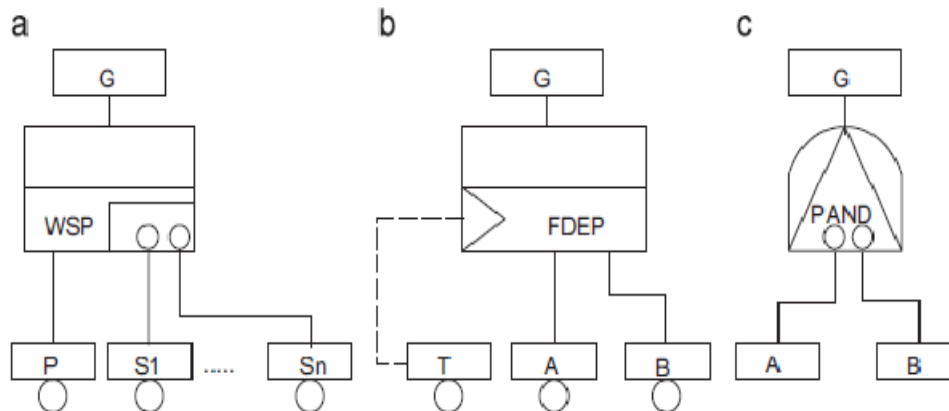 a b c
G G G
WSP FDEP PAND
P S1 ..... Sn T A B A B